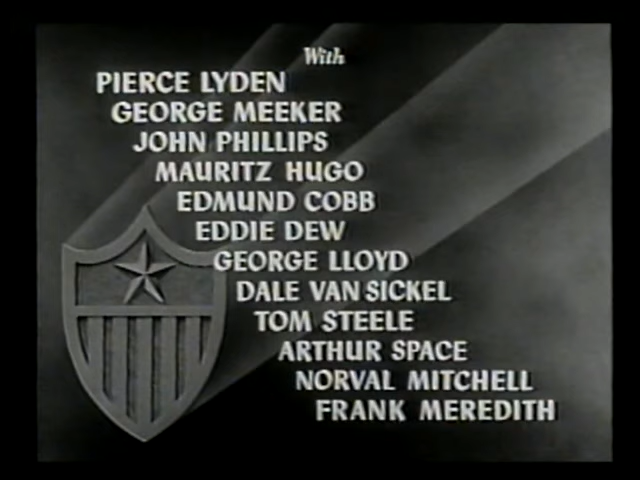 With
PIERCE LYDEN
GEORGE MEEKER
JOHN PHILLIPS
MAURITZ HUGO
EDMUND COBB
EDDIE DEW
GEORGE LLOYD
DALE VAN SICKEL
TOM STEELE
ARTHUR SPACE
NORVAL MITCHELL
FRANK MEREDITH